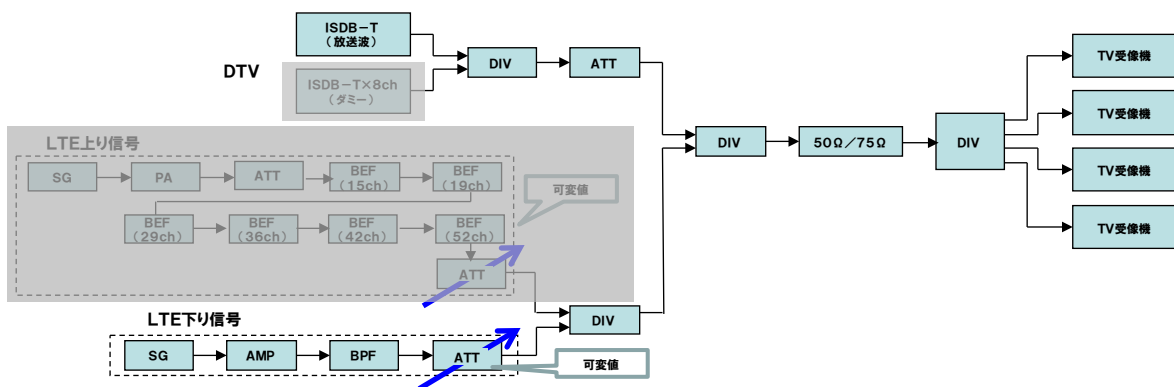 ISDB-T
(放送波)
DTV
DIV
ATT
ISDB-T×8ch
(ダミー)
TV受像機
TV受像機
TV受像機
TV受像機
DIV
50Ω/75Ω
DIV
LTE上り信号
SG
PA
ATT
BEF
(15ch)
BEF
(19ch)
可変値
BEF
(29ch)
BEF
(36ch)
BEF
(42ch)
BEF
(52ch)
ATT
DIV
LTE下り信号
SG
AMP
BPF
ATT
可変値